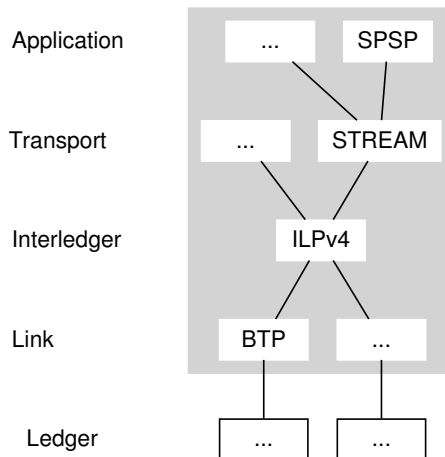 Application ... SPSP
Transport ... STREAM
Interledger ILPv4
Link BTP ...
Ledger ... ...